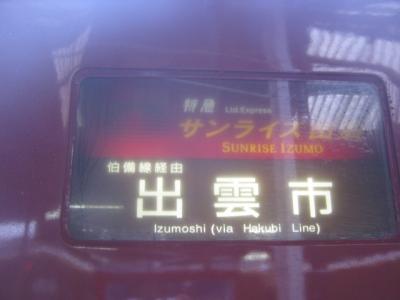 特急 Ltd.Express
サンライズ出雲
SUNRISE IZUMO
伯備線経由
出雲市
Izumoshi (via Hakubi Line)